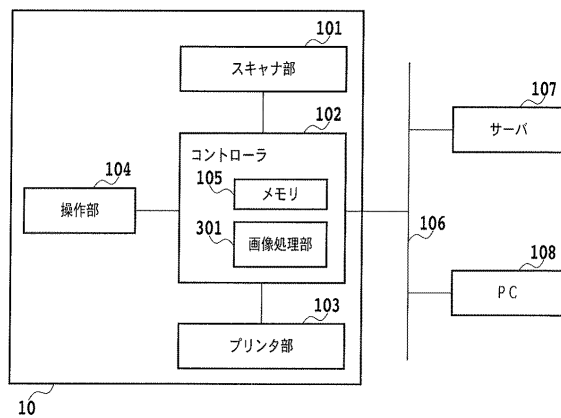 101
スキャナ部
102
コントローラ
105
メモリ
301
画像処理部
104
操作部
103
プリンタ部
10
106
107
サーバ
108
PC